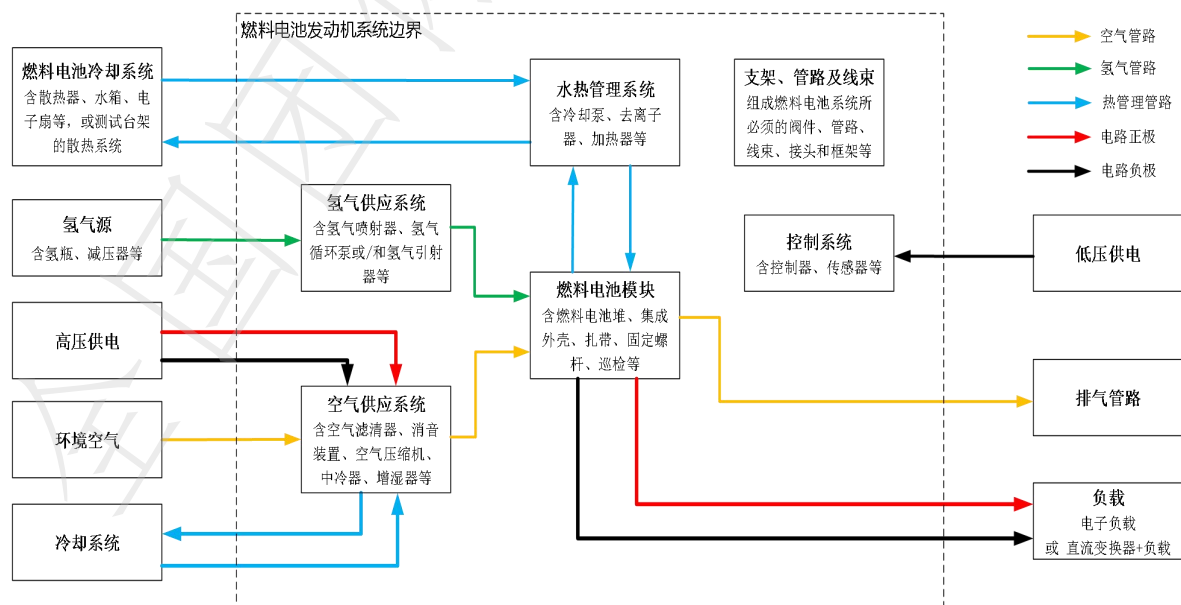 燃料电池发动机系统边界
燃料电池冷却系统
含散热器、水箱、电
子扇等，或测试台架
的散热系统
水热管理系统
含冷却泵、去离子
器、加热器等
支架、管路及线束
组成燃料电池系统所
必须的阀件、管路、
线束、接头和框架等
空气管路
氢气管路
热管理管路
电路正极
电路负极
氢气源
含氢瓶、减压器等
氢气供应系统
含氢气喷射器、氢气
循环泵或/和氢气引射
器等
控制系统
含控制器、传感器等
低压供电
高压供电
燃料电池模块
含燃料电池堆、集成
外壳、扎带、固定螺
杆、巡检等
环境空气
空气供应系统
含空气滤清器、消音
装置、空气压缩机、
中冷器、增湿器等
排气管路
冷却系统
负载
电子负载
或 直流变换器+负载
全国